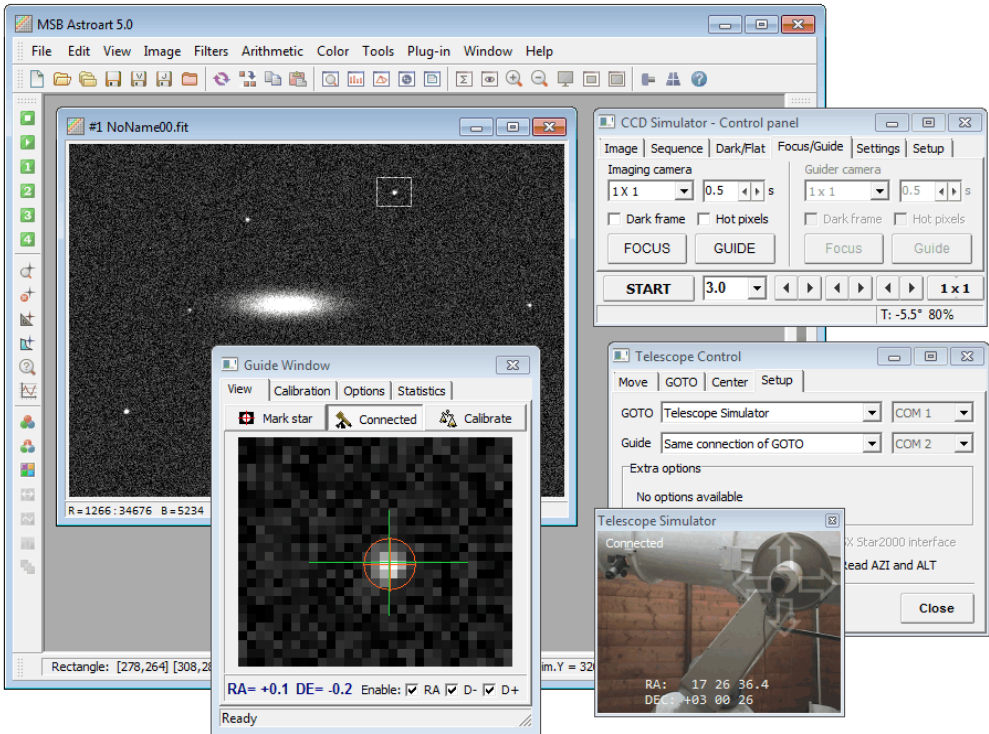 MSB Astroart 5.0
File Edit View Image Filters Arithmetic Color Tools Plug-in Window Help
1
2
3
4
#1 NoName00.fit
R=1266:34676 B=5234
Rectangle: [278,264] [308,28
im.Y = 320
CCD Simulator - Control panel
Image Sequence Dark/Flat Focus/Guide Settings Setup
Imaging camera Guider camera
1 X 1 0.5 s 1 x 1 0.5 s
Dark frame Hot pixels Dark frame Hot pixels
FOCUS GUIDE Focus Guide
START 3.0 1 x 1
T: -5.5° 80%
Guide Window
View Calibration Options Statistics
Mark star Connected Calibrate
RA= +0.1 DE= -0.2 Enable: RA D- D+
Ready
Telescope Control
Move GOTO Center Setup
GOTO Telescope Simulator COM 1
Guide Same connection of GOTO COM 2
Extra options
No options available
X Star2000 interface
Read AZI and ALT
Close
Telescope Simulator
Connected
RA: 17 26 36.4
DEC: +03 00 26